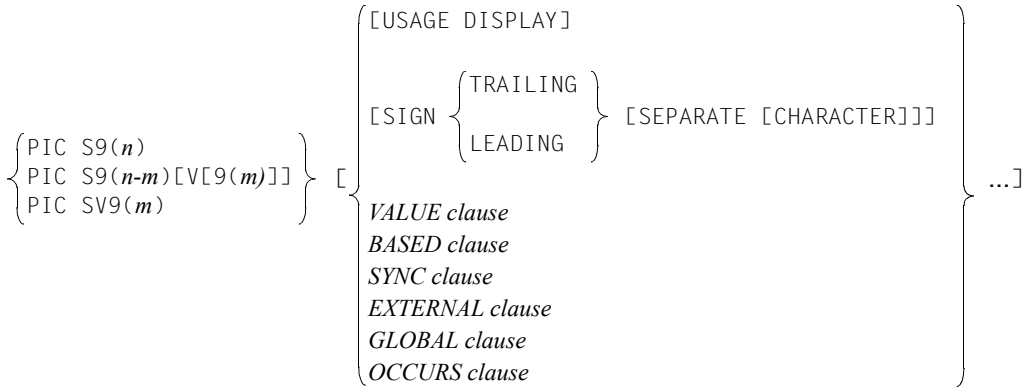 [USAGE DISPLAY]
TRAILING
[SIGN [SEPARATE [CHARACTER]]]
LEADING
PIC S9(n)
PIC S9(n-m)[V[9(m)]] [ ...]
PIC SV9(m)
VALUE clause
BASED clause
SYNC clause
EXTERNAL clause
GLOBAL clause
OCCURS clause